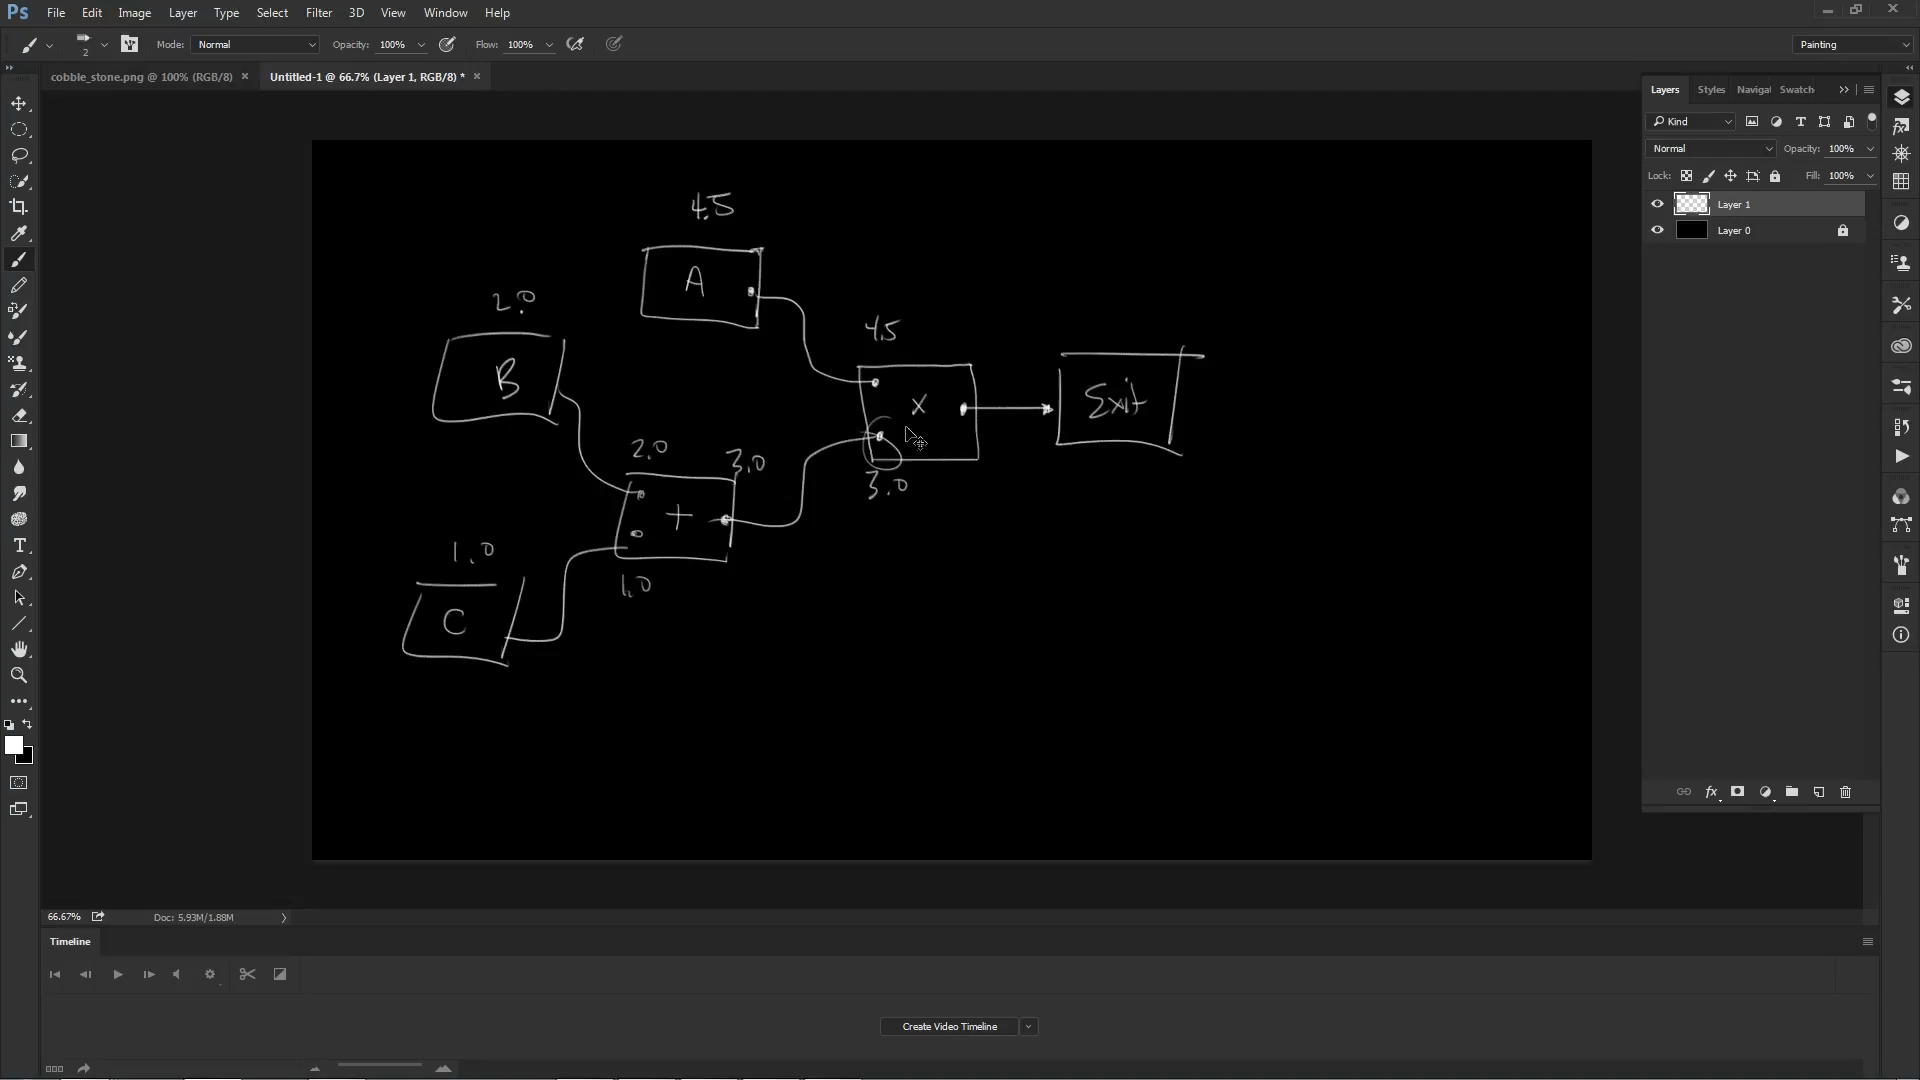 Ps File Edit Image Layer Type Select Filter 3D View Window Help
2 Mode: Normal Opacity: 100% Flow: 100% Painting
cobble_stone.png @ 100% (RGB/8) × Untitled-1 @ 66.7% (Layer 1, RGB/8) * ×
Layers Styles Navigat Swatch
Kind
Normal Opacity: 100%
Lock: Fill: 100%
Layer 1
Layer 0
4.5
A
2.0
B
4.5
x
Exit
2.0
3.0
+
3.0
1.0
1.0
C
66.67% Doc: 5.93M/1.88M
Timeline
Create Video Timeline